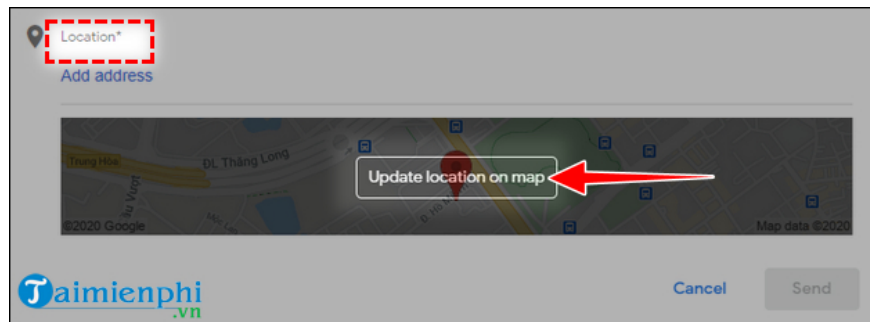 Location*
Add address
Trung Hòa
ĐL Thăng Long
Update location on map
©2020 Google
Map data ©2020
Cancel
Send
Taimienphi
.vn